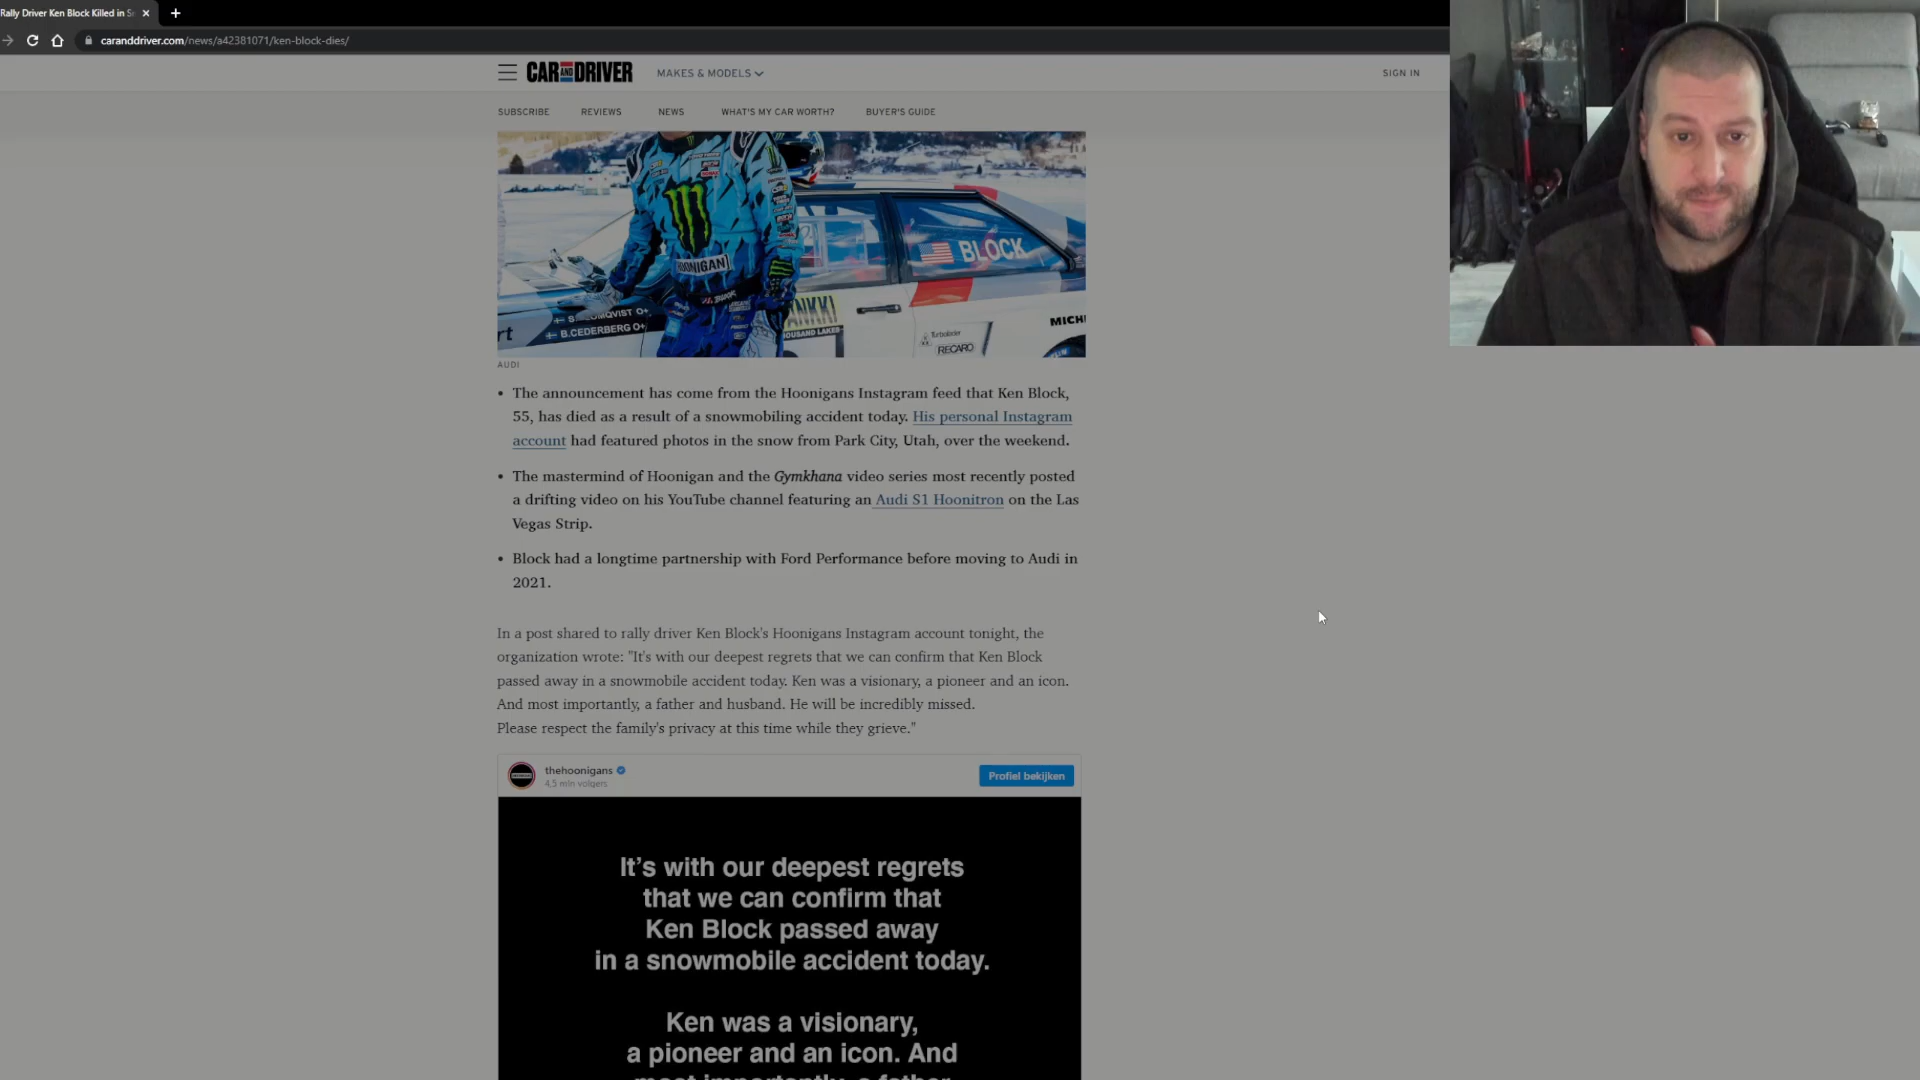 Rally Driver Ken Block Killed in S
caranddriver.com/news/a42381071/ken-block-dies/
CAR AND DRIVER
MAKES & MODELS
SIGN IN
SUBSCRIBE
REVIEWS
NEWS
WHAT'S MY CAR WORTH?
BUYER'S GUIDE
BLOCK
HOONIGAN
BLOCK
B.CEDERBERG O+
THOUSAND LAKES
MICH
RECARO
AUDI
• The announcement has come from the Hoonigans Instagram feed that Ken Block,
55, has died as a result of a snowmobiling accident today. His personal Instagram
account had featured photos in the snow from Park City, Utah, over the weekend.
• The mastermind of Hoonigan and the Gymkhana video series most recently posted
a drifting video on his YouTube channel featuring an Audi S1 Hoonitron on the Las
Vegas Strip.
• Block had a longtime partnership with Ford Performance before moving to Audi in
2021.
In a post shared to rally driver Ken Block's Hoonigans Instagram account tonight, the
organization wrote: "It's with our deepest regrets that we can confirm that Ken Block
passed away in a snowmobile accident today. Ken was a visionary, a pioneer and an icon.
And most importantly, a father and husband. He will be incredibly missed.
Please respect the family's privacy at this time while they grieve."
thehoonigans
4,5 mln volgers
Profiel bekijken
It's with our deepest regrets
that we can confirm that
Ken Block passed away
in a snowmobile accident today.
Ken was a visionary,
a pioneer and an icon. And
most importantly, a father